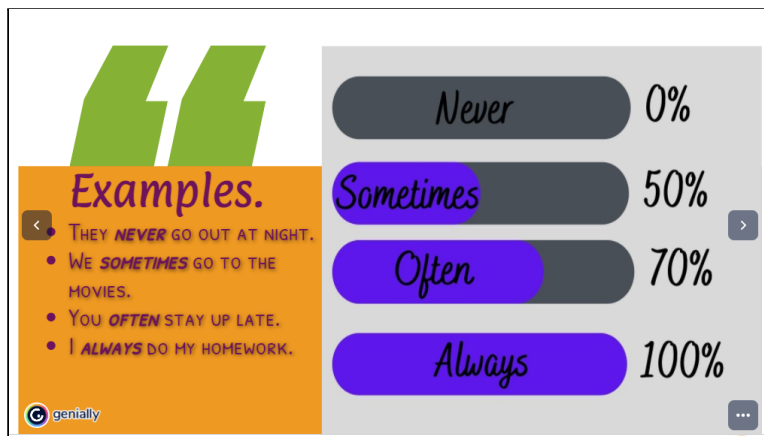 Examples.
They NEVER go out at night.
We SOMETIMES go to the
movies.
You OFTEN stay up late.
I ALWAYS do my homework.
Never 0%
Sometimes 50%
Often 70%
Always 100%
genially